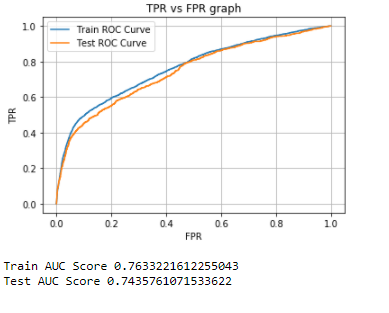 TPR vs FPR graph
Train ROC Curve
Test ROC Curve
1.0
0.8
0.6
0.4
0.2
0.0
TPR
0.0 0.2 0.4 0.6 0.8 1.0
FPR
Train AUC Score 0.7633221612255043
Test AUC Score 0.7435761071533622